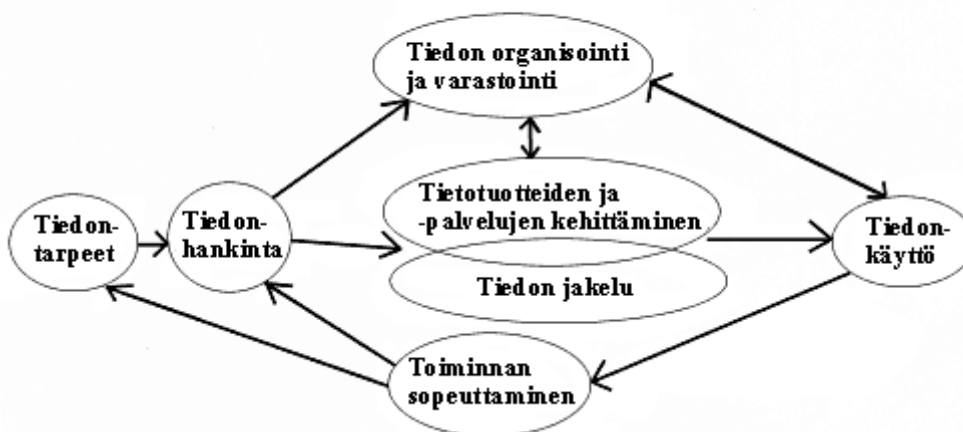 Tiedon organisointi
ja varastointi
Tietotuotteiden ja
-palvelujen kehittäminen
Tiedon-
tarpeet
Tiedon-
hankinta
Tiedon-
käyttö
Tiedon jakelu
Toiminnan
sopeuttaminen